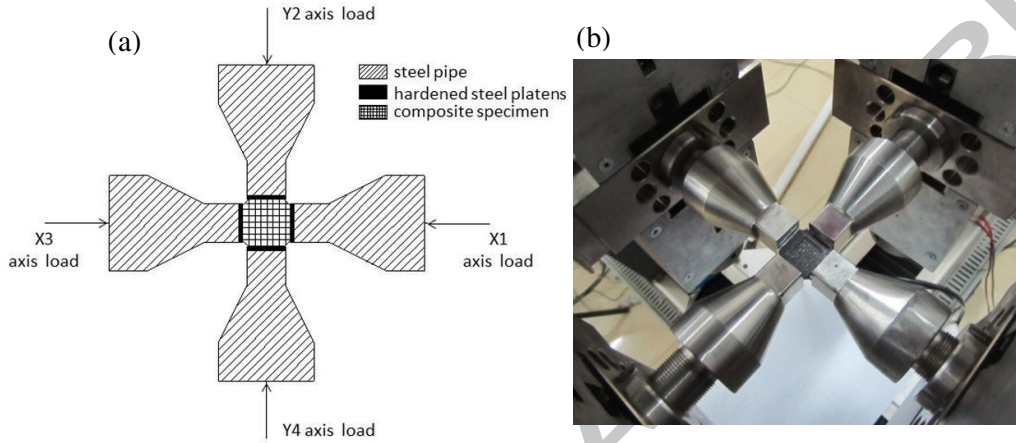 (a)
Y2 axis load
steel pipe
hardened steel platens
composite specimen
X3
axis load
X1
axis load
Y4 axis load
(b)